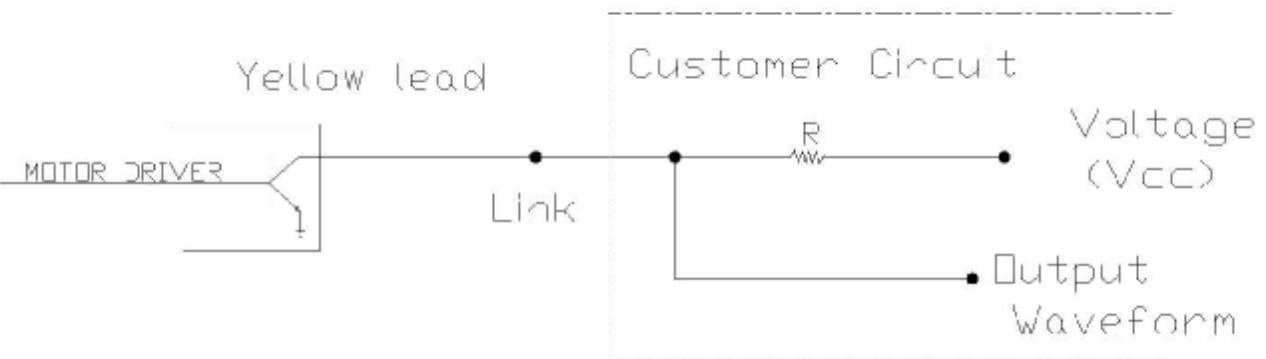 Yellow lead
Customer Circuit
MOTOR DRIVER
R
Voltage
(Vcc)
Link
Output
Waveform